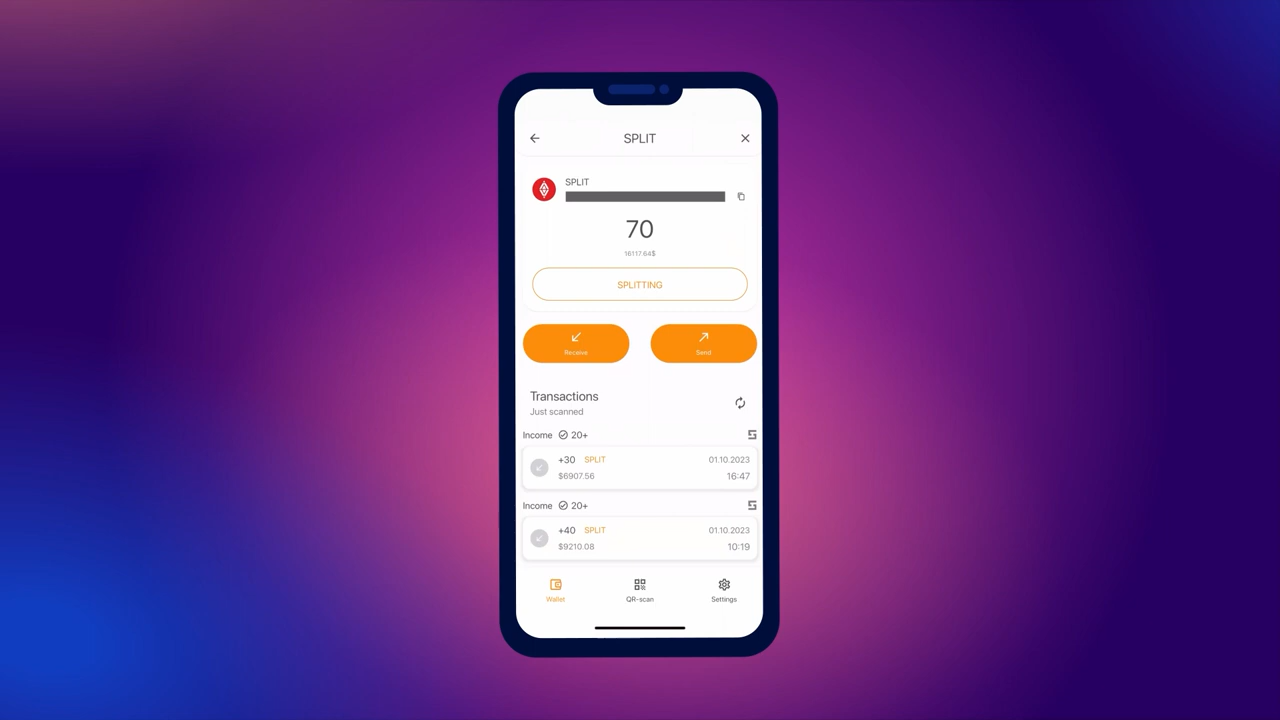 SPLIT
SPLIT
70
16117.64$
SPLITTING
Receive
Send
Transactions
Just scanned
Income 20+
+30 SPLIT 01.10.2023
$6907.56 16:47
Income 20+
+40 SPLIT 01.10.2023
$9210.08 10:19
Wallet QR-scan Settings